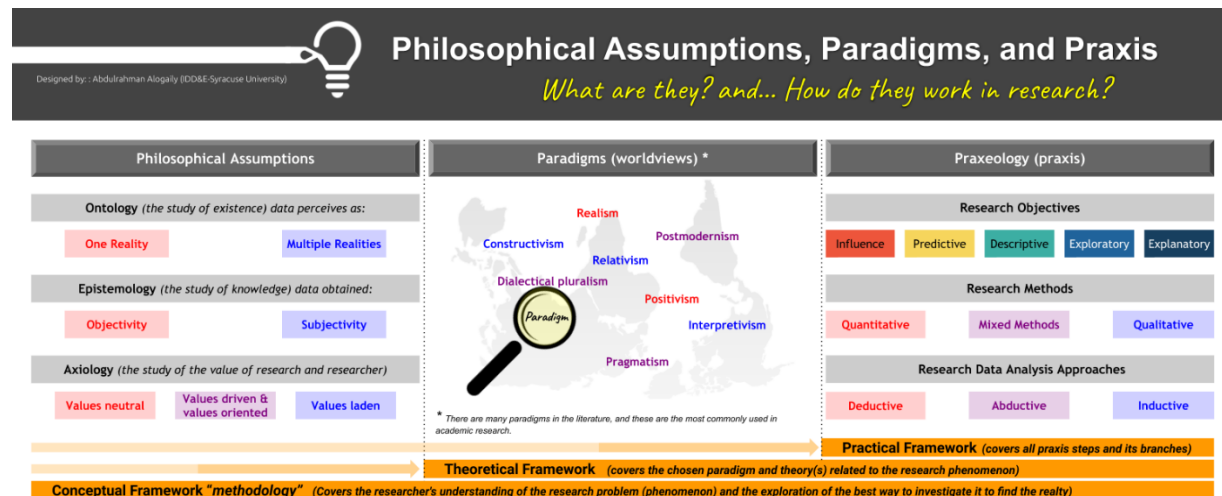 Philosophical Assumptions, Paradigms, and Praxis
What are they? and... How do they work in research?
Designed by: : Abdulrahman Alogaily (IDD&E-Syracuse University)
Philosophical Assumptions
Ontology (the study of existence) data perceives as:
One Reality
Multiple Realities
Epistemology (the study of knowledge) data obtained:
Objectivity
Subjectivity
Axiology (the study of the value of research and researcher)
Values neutral
Values driven &
values oriented
Values laden
Paradigms (worldviews) *
Realism
Postmodernism
Constructivism
Relativism
Dialectical pluralism
Positivism
Paradigm
Interpretivism
Pragmatism
* There are many paradigms in the literature, and these are the most commonly used in
academic research.
Praxeology (praxis)
Research Objectives
Influence
Predictive
Descriptive
Exploratory
Explanatory
Research Methods
Quantitative
Mixed Methods
Qualitative
Research Data Analysis Approaches
Deductive
Abductive
Inductive
Practical Framework (covers all praxis steps and its branches)
Theoretical Framework (covers the chosen paradigm and theory(s) related to the research phenomenon)
Conceptual Framework "methodology" (Covers the researcher's understanding of the research problem (phenomenon) and the exploration of the best way to investigate it to find the realty)